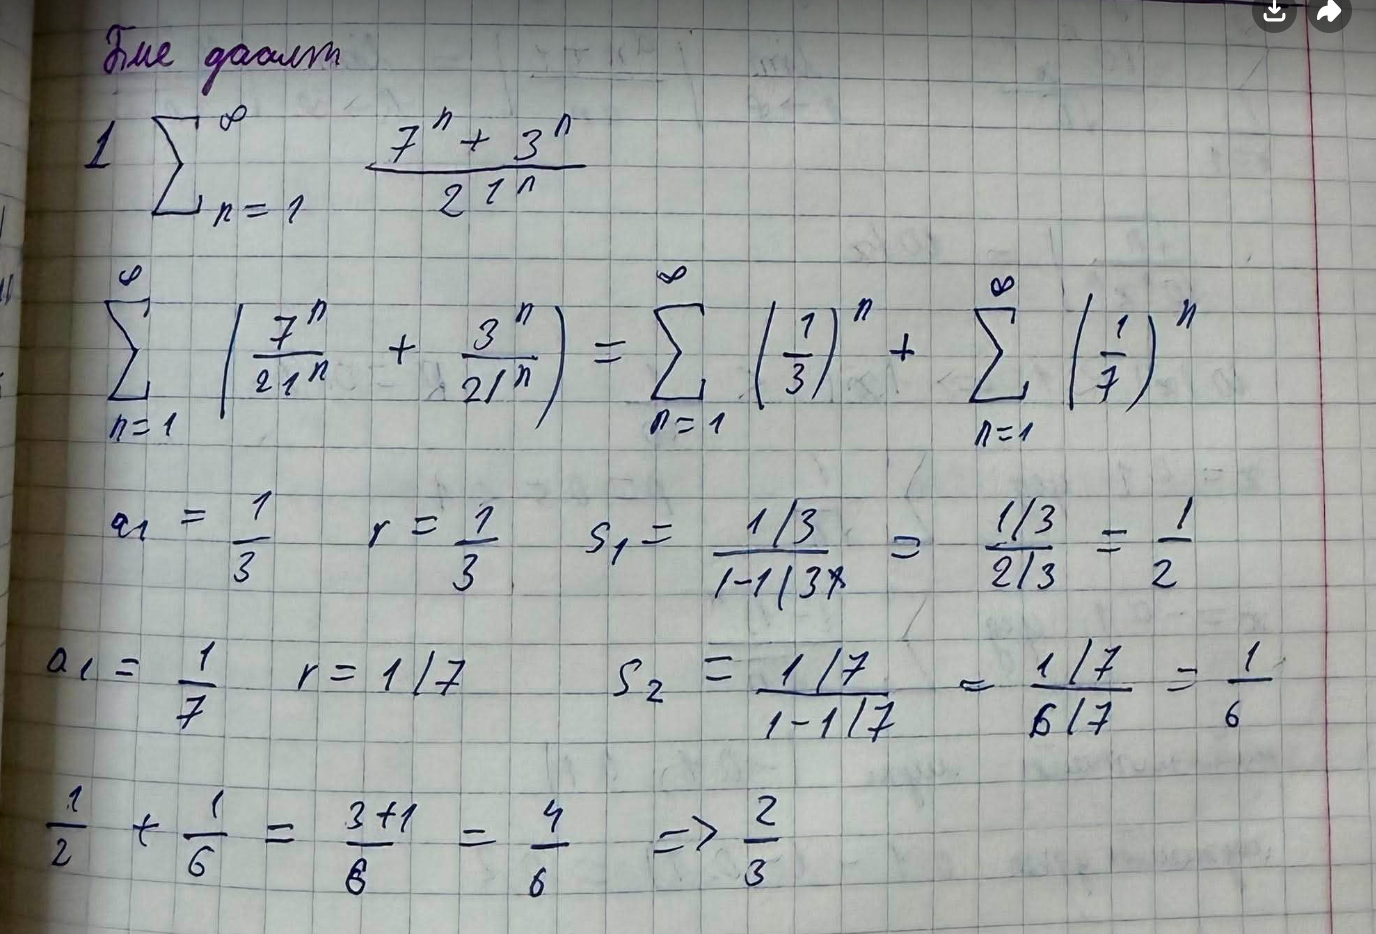 Бие даалт
1 ∑_{n=1}^{∞} (7^n + 3^n)/(21^n)
∑_{n=1}^{∞} (7^n/21^n + 3^n/21^n) = ∑_{n=1}^{∞} (1/3)^n + ∑_{n=1}^{∞} (1/7)^n
a₁ = 1/3 r = 1/3 S₁ = (1/3)/(1-1/3) = (1/3)/(2/3) = 1/2
a₁ = 1/7 r = 1/7 S₂ = (1/7)/(1-1/7) = (1/7)/(6/7) = 1/6
1/2 + 1/6 = (3+1)/6 = 4/6 => 2/3